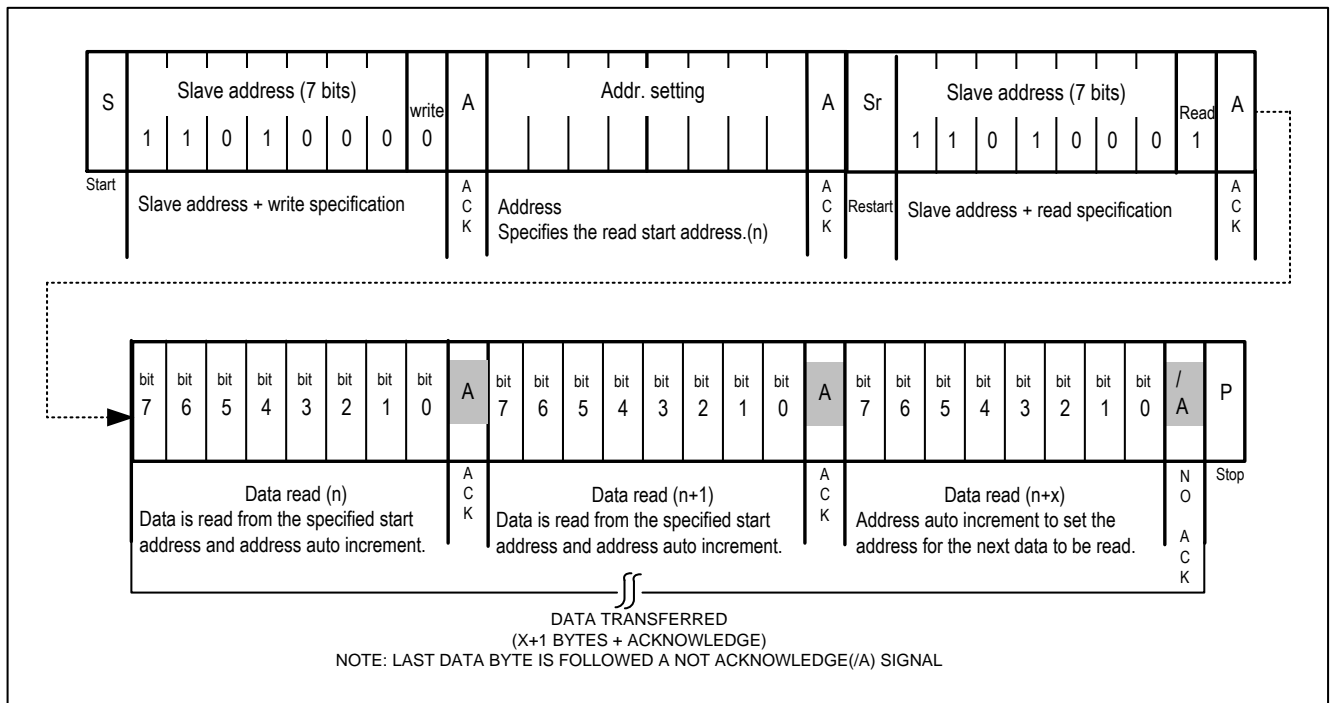 S Slave address (7 bits) write A Addr. setting A Sr Slave address (7 bits) Read A
1 1 0 1 0 0 0 0 1 1 0 1 0 0 0 1
Start Slave address + write specification ACK Address ACK Restart Slave address + read specification ACK
Specifies the read start address.(n)
bit bit bit bit bit bit bit bit A bit bit bit bit bit bit bit bit A bit bit bit bit bit bit bit bit /A P
7 6 5 4 3 2 1 0 7 6 5 4 3 2 1 0 7 6 5 4 3 2 1 0
ACK ACK NO ACK Stop
Data read (n) Data read (n+1) Data read (n+x)
Data is read from the specified start Data is read from the specified start Address auto increment to set the
address and address auto increment. address and address auto increment. address for the next data to be read.
DATA TRANSFERRED
(X+1 BYTES + ACKNOWLEDGE)
NOTE: LAST DATA BYTE IS FOLLOWED A NOT ACKNOWLEDGE(/A) SIGNAL